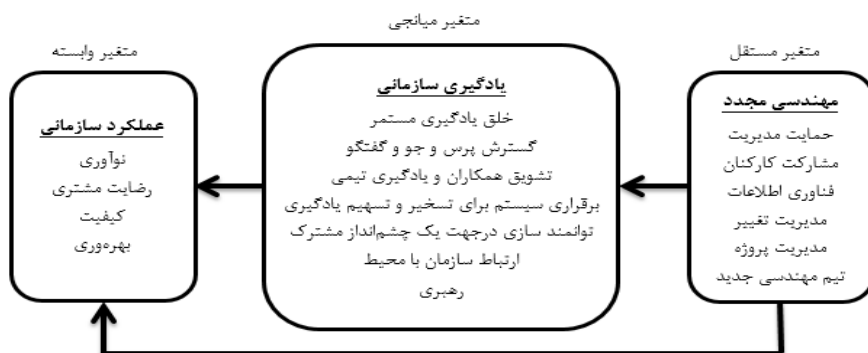 متغیر مستقل
مهندسی مجدد
حمایت مدیریت
مشارکت کارکنان
فناوری اطلاعات
مدیریت تغییر
مدیریت پروژه
تیم مهندسی جدید
متغیر میانجی
یادگیری سازمانی
خلق یادگیری مستمر
گسترش پرس و جو و گفتگو
تشویق همکاران و یادگیری تیمی
برقراری سیستم برای تسخیر و تسهیم یادگیری
توانمند سازی درجهت یک چشم‌انداز مشترک
ارتباط سازمان با محیط
رهبری
متغیر وابسته
عملکرد سازمانی
نوآوری
رضایت مشتری
کیفیت
بهره‌وری